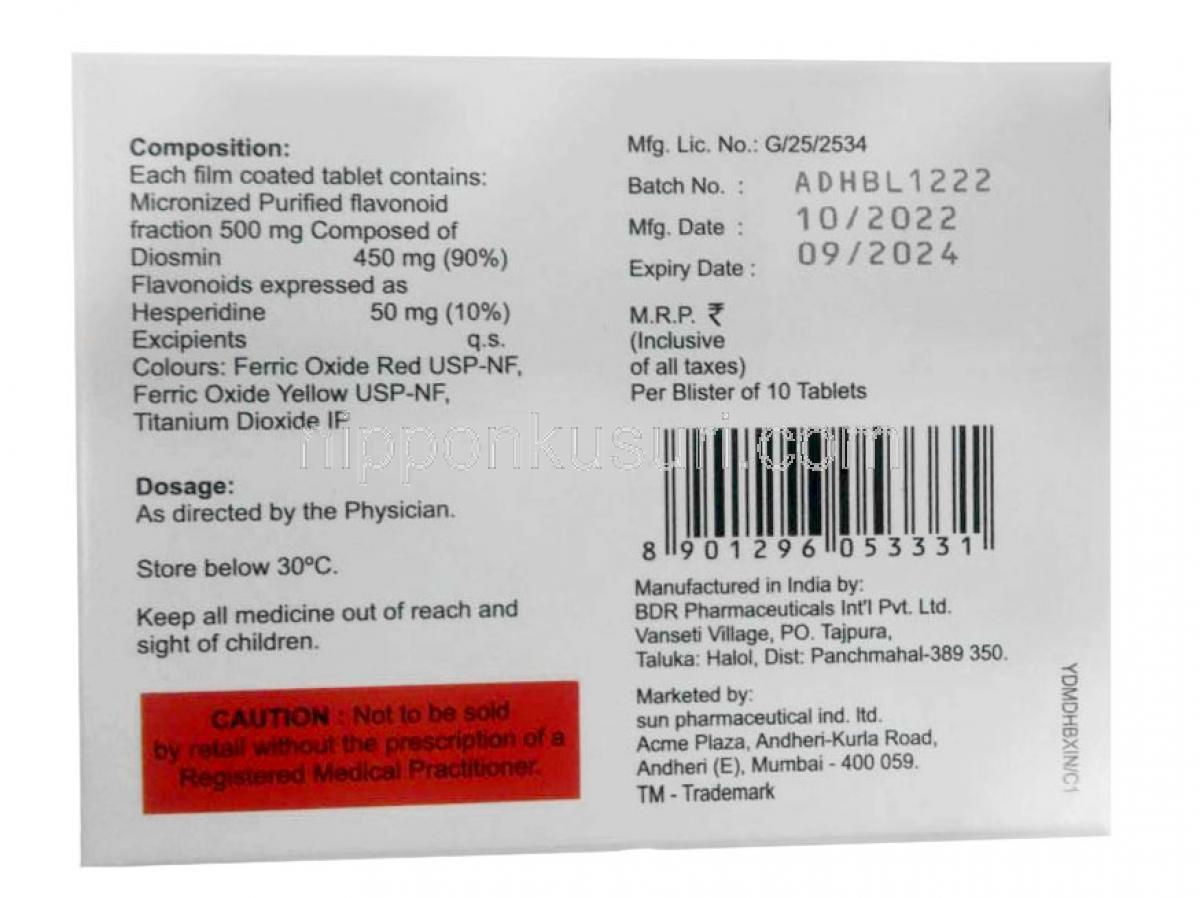 Composition:
Each film coated tablet contains:
Micronized Purified flavonoid
fraction 500 mg Composed of
Diosmin 450 mg (90%)
Flavonoids expressed as
Hesperidine 50 mg (10%)
Excipients q.s.
Colours: Ferric Oxide Red USP-NF,
Ferric Oxide Yellow USP-NF,
Titanium Dioxide IP
Dosage:
As directed by the Physician.
Store below 30ºC.
Keep all medicine out of reach and
sight of children.
CAUTION : Not to be sold
by retail without the prescription of a
Registered Medical Practitioner.
Mfg. Lic. No.: G/25/2534
Batch No. : ADHBL1222
Mfg. Date : 10/2022
Expiry Date : 09/2024
M.R.P. ₹
(Inclusive
of all taxes)
Per Blister of 10 Tablets
8 901296 053331
Manufactured in India by:
BDR Pharmaceuticals Int'l Pvt. Ltd.
Vanseti Village, PO. Tajpura,
Taluka: Halol, Dist: Panchmahal-389 350.
Marketed by:
sun pharmaceutical ind. ltd.
Acme Plaza, Andheri-Kurla Road,
Andheri (E), Mumbai - 400 059.
TM - Trademark
YDMDHBXIN/C1
nipponkusuri.com